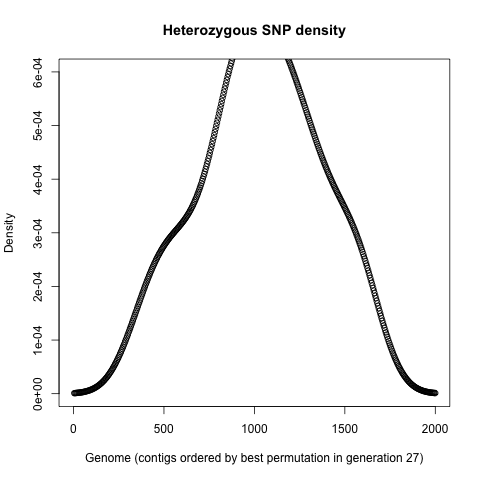 Heterozygous SNP density
Density
6e-04
5e-04
4e-04
3e-04
2e-04
1e-04
0e+00
0 500 1000 1500 2000
Genome (contigs ordered by best permutation in generation 27)